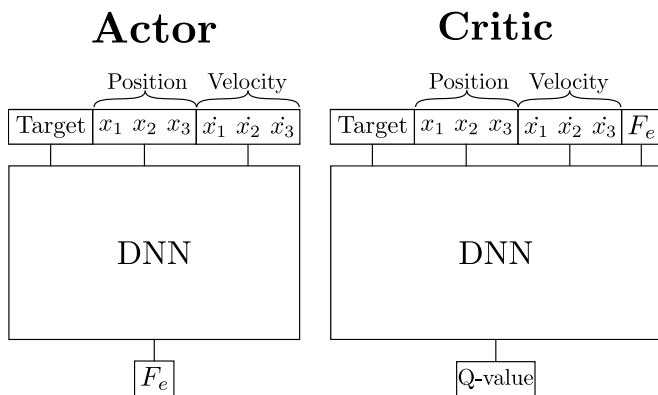 Actor
Critic
Position Velocity
Position Velocity
Target x₁ x₂ x₃ ẋ₁ ẋ₂ ẋ₃
Target x₁ x₂ x₃ ẋ₁ ẋ₂ ẋ₃ Fₑ
DNN
DNN
Fₑ
Q-value